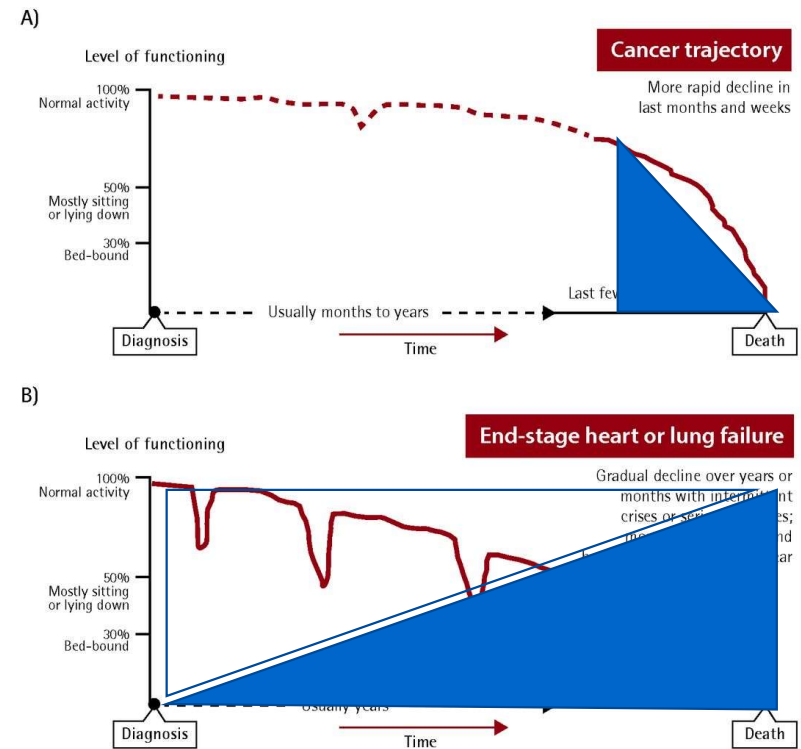 A)
Level of functioning
Cancer trajectory
100%
Normal activity
More rapid decline in
last months and weeks
50%
Mostly sitting
or lying down
30%
Bed-bound
Last
Usually months to years
Diagnosis
Time
Death
B)
Level of functioning
End-stage heart or lung failure
100%
Normal activity
Gradual decline over years or
months with intermittent
crises or
50%
Mostly sitting
or lying down
30%
Bed-bound
Usually years
Diagnosis
Time
Death